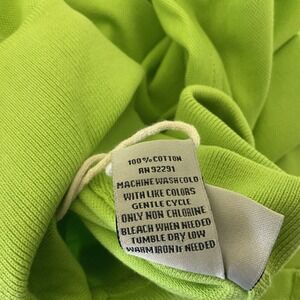 100% COTTON
RN 92291
MACHINE WASH COLD
WITH LIKE COLORS
GENTLE CYCLE
ONLY NON CHLORINE
BLEACH WHEN NEEDED
TUMBLE DRY LOW
WARM IRON IF NEEDED